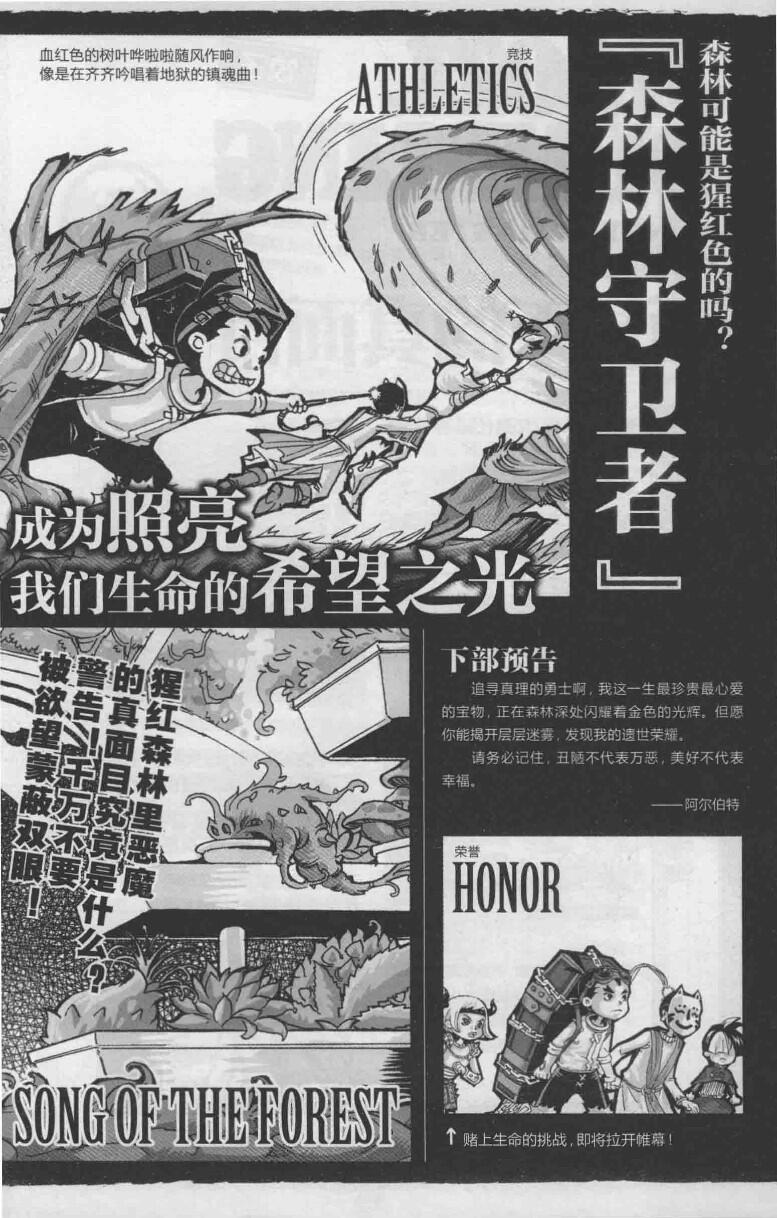 森林可能是猩红色的吗？
『森林守卫者』
血红色的树叶哗啦啦随风作响，
像是在齐齐吟唱着地狱的镇魂曲！
竞技
ATHLETICS
成为照亮
我们生命的希望之光
猩红森林里恶魔
的真面目究竟是什么？
警告！千万不要
被欲望蒙蔽双眼！
SONG OF THE FOREST
下部预告
追寻真理的勇士啊，我这一生最珍贵最心爱
的宝物，正在森林深处闪耀着金色的光辉。但愿
你能揭开层层迷雾，发现我的遗世荣耀。
请务必记住，丑陋不代表万恶，美好不代表
幸福。
——阿尔伯特
荣誉
HONOR
↑赌上生命的挑战，即将拉开帷幕！